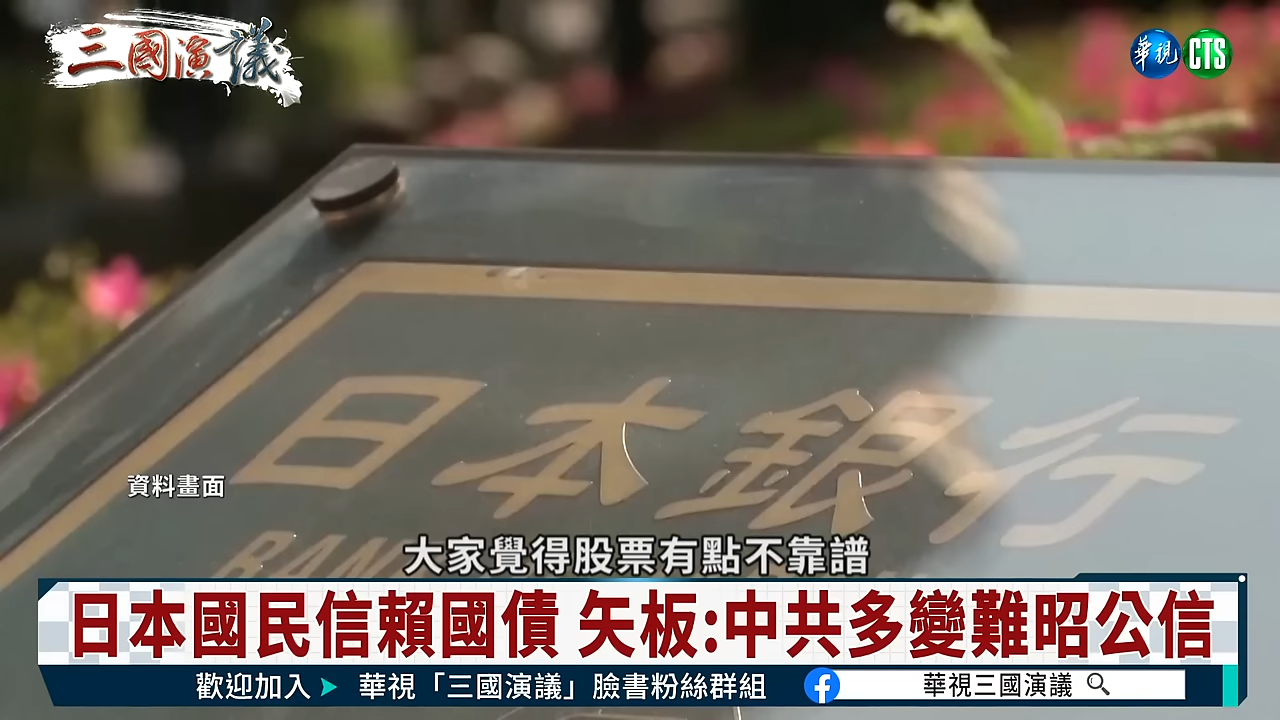 三國演議
華視 CTS
日本銀行
BAN
資料畫面
大家覺得股票有點不靠譜
日本國民信賴國債 矢板:中共多變難昭公信
歡迎加入 華視「三國演議」臉書粉絲群組
華視三國演議